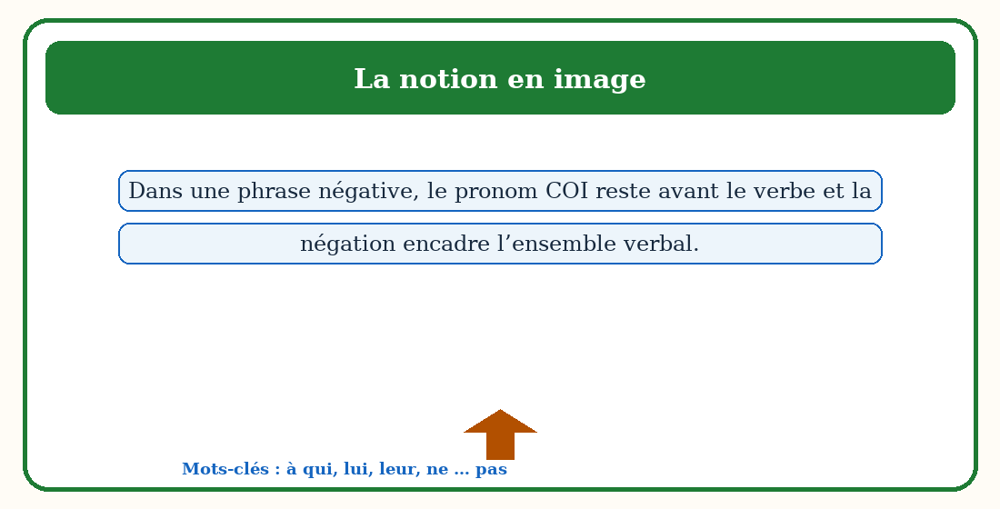 La notion en image
Dans une phrase négative, le pronom COI reste avant le verbe et la
négation encadre l’ensemble verbal.
Mots-clés : à qui, lui, leur, ne … pas